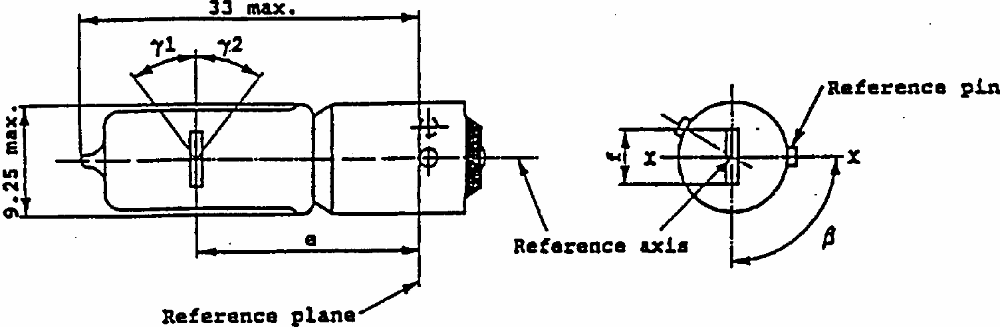 33 max.
γ1
γ2
9.25 max.
e
Reference plane
Reference axis
Reference pin
f
X
X
β